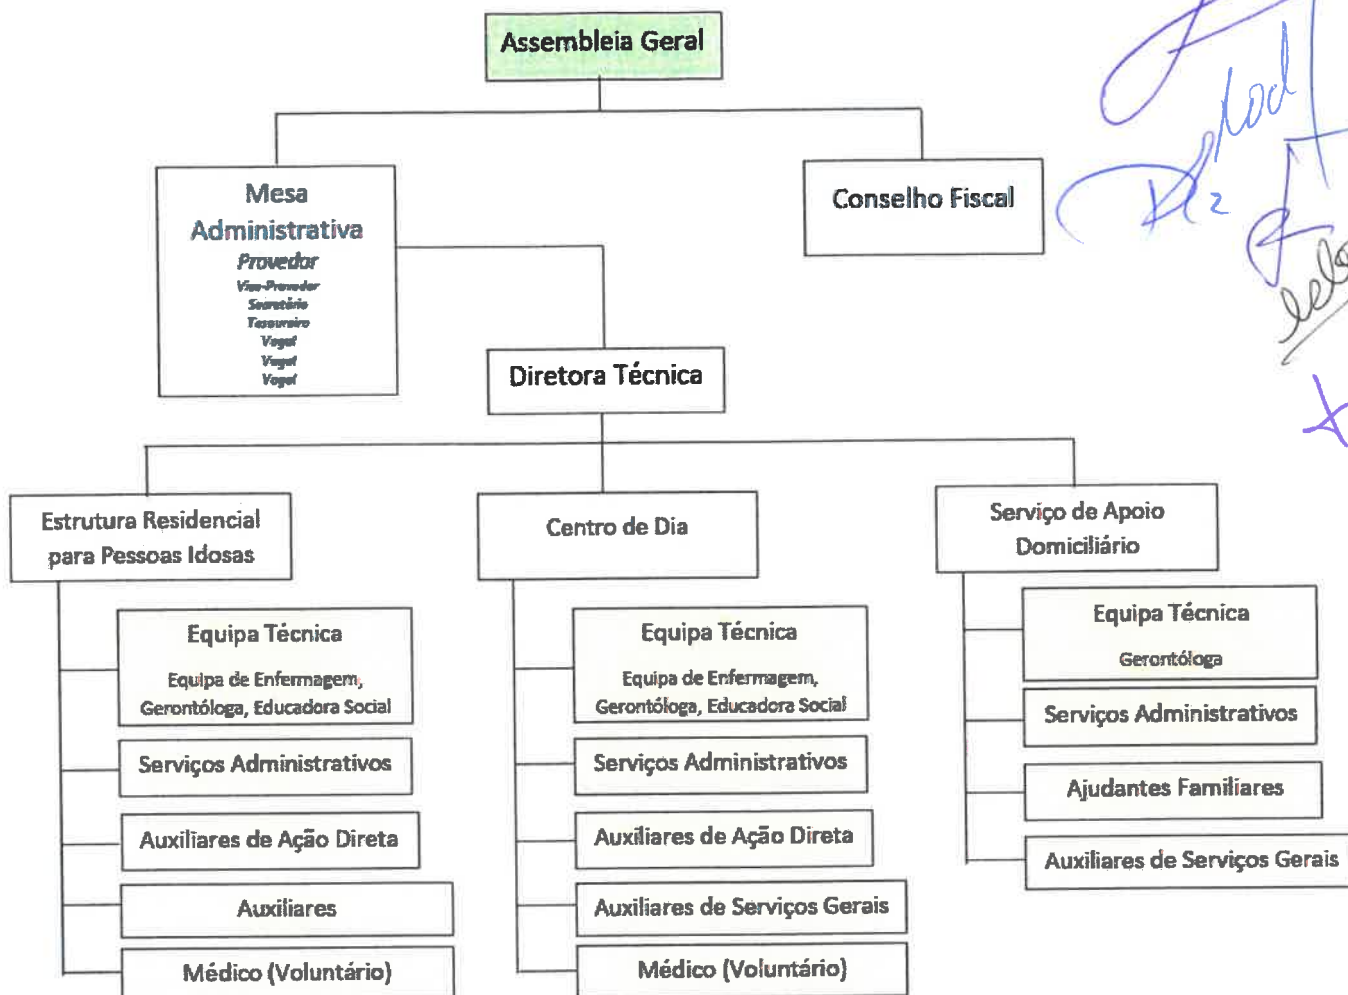 Assembleia Geral
Mesa
Administrativa
Provedor
Vice-Provedor
Secretário
Tesoureiro
Vogal
Vogal
Vogal
Conselho Fiscal
Diretora Técnica
Estrutura Residencial
para Pessoas Idosas
Equipa Técnica
Equipa de Enfermagem,
Gerontóloga, Educadora Social
Serviços Administrativos
Auxiliares de Ação Direta
Auxiliares
Médico (Voluntário)
Centro de Dia
Equipa Técnica
Equipa de Enfermagem,
Gerontóloga, Educadora Social
Serviços Administrativos
Auxiliares de Ação Direta
Auxiliares de Serviços Gerais
Médico (Voluntário)
Serviço de Apoio
Domiciliário
Equipa Técnica
Gerontóloga
Serviços Administrativos
Ajudantes Familiares
Auxiliares de Serviços Gerais